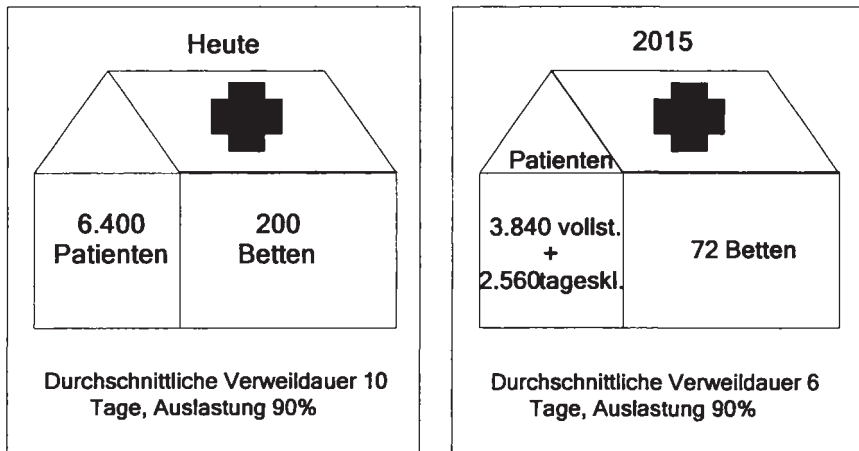 Heute
6.400
Patienten
200
Betten
Durchschnittliche Verweildauer 10
Tage, Auslastung 90%
2015
Patienten
3.840 vollst.
+
2.560tageskl.
72 Betten
Durchschnittliche Verweildauer 6
Tage, Auslastung 90%